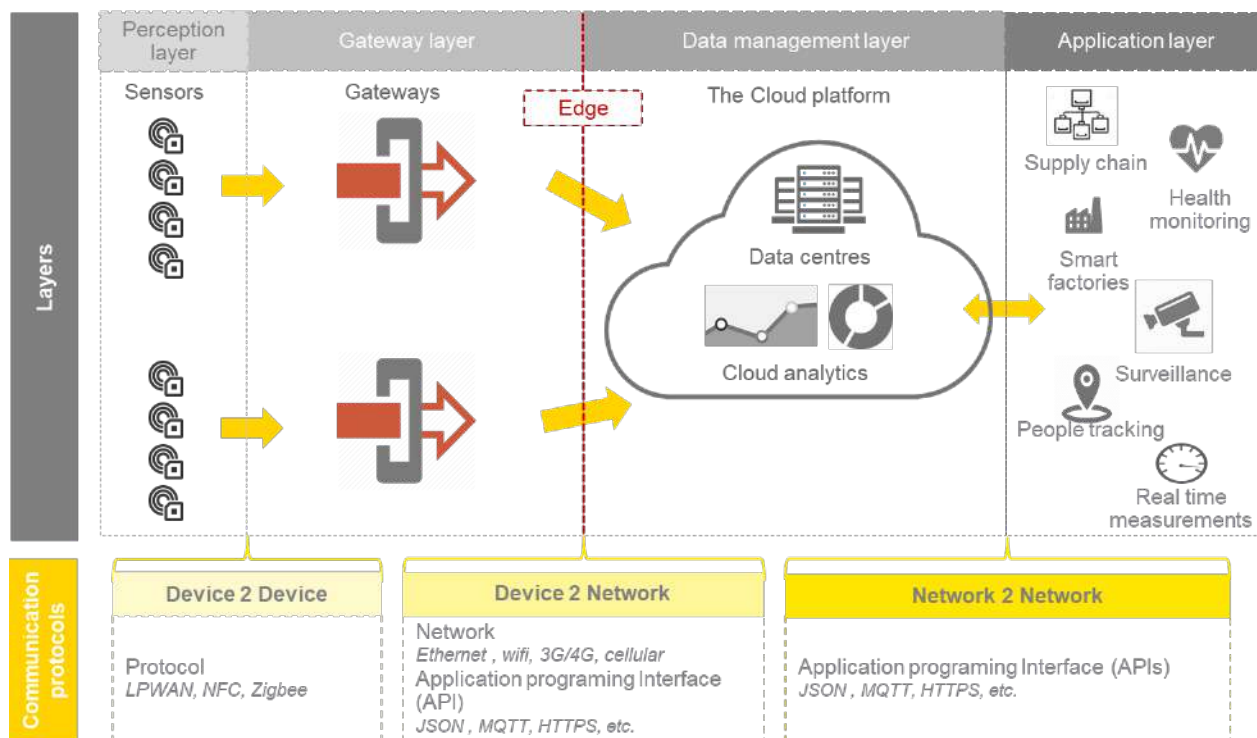 Layers
Perception
layer
Gateway layer
Data management layer
Application layer
Sensors
Gateways
Edge
The Cloud platform
Data centres
Cloud analytics
Supply chain
Health
monitoring
Smart
factories
Surveillance
People tracking
Real time
measurements
Communication
protocols
Device 2 Device
Protocol
LPWAN, NFC, Zigbee
Device 2 Network
Network
Ethernet , wifi, 3G/4G, cellular
Application programing Interface
(API)
JSON , MQTT, HTTPS, etc.
Network 2 Network
Application programing Interface (APIs)
JSON , MQTT, HTTPS, etc.